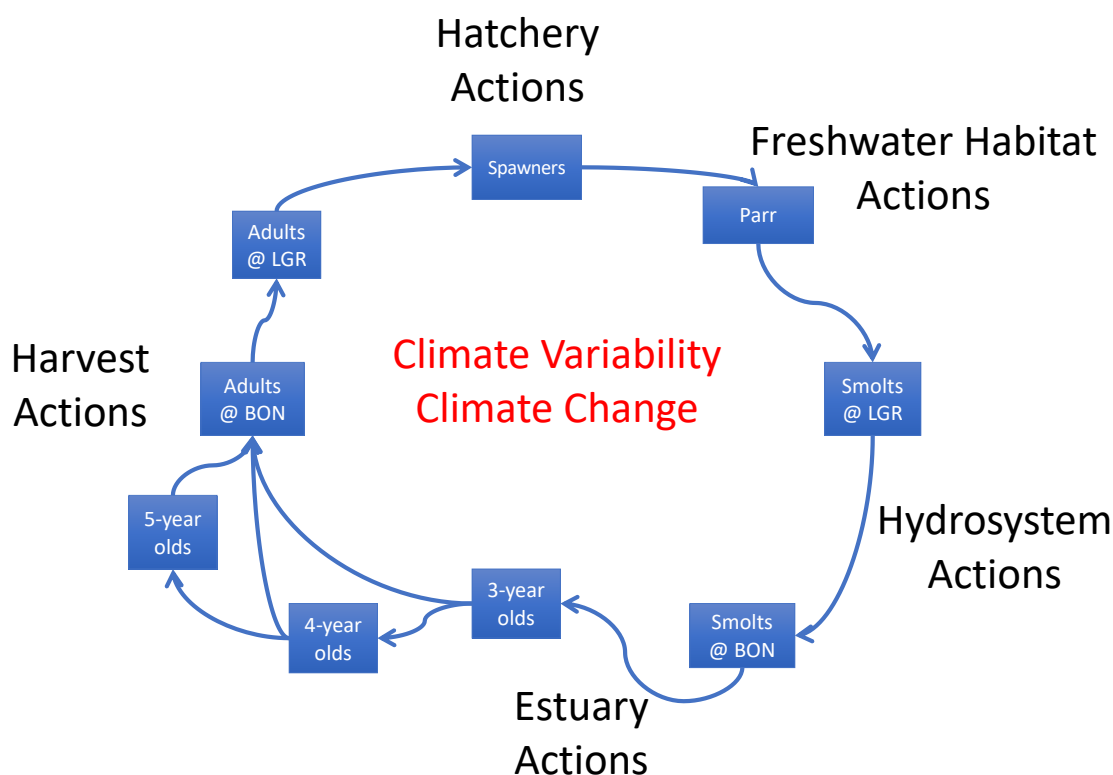 Hatchery
Actions
Spawners
Freshwater Habitat
Actions
Parr
Adults
@ LGR
Harvest
Actions
Adults
@ BON
Climate Variability
Climate Change
Smolts
@ LGR
5-year
olds
Hydrosystem
Actions
3-year
olds
4-year
olds
Smolts
@ BON
Estuary
Actions